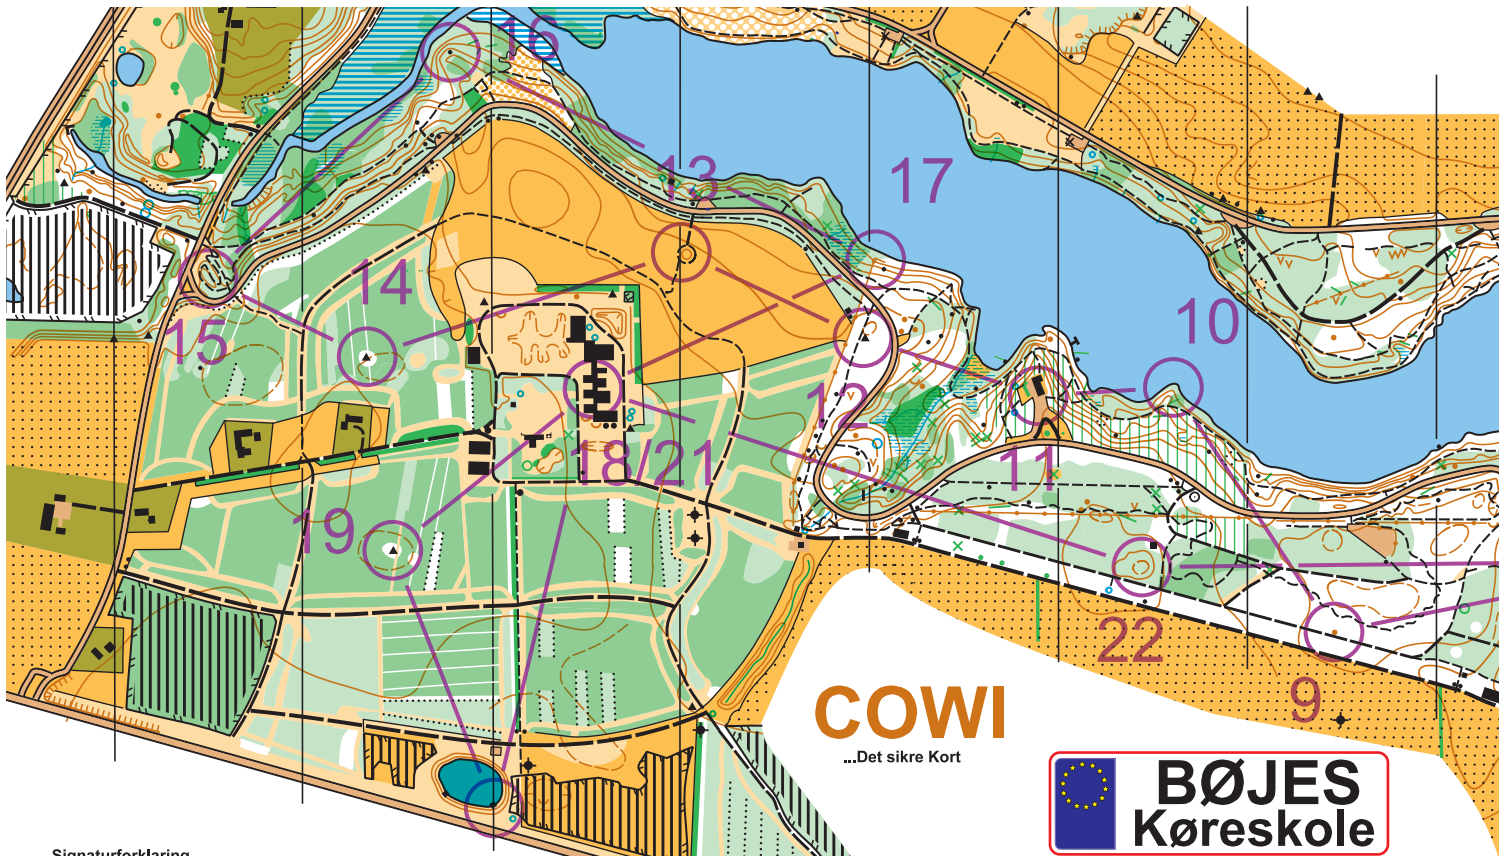 16
13
17
14
10
15
12
18/21
11
19
22
9
COWI
...Det sikre Kort
BØJES
Køreskole
Signaturforklaring